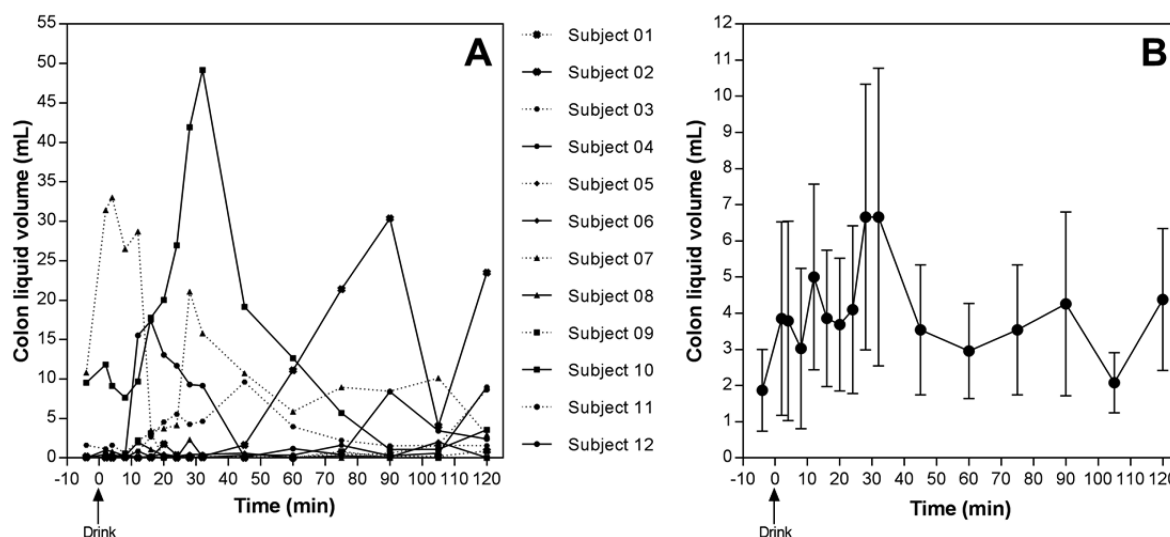 A
Colon liquid volume (mL)
55
50
45
40
35
30
25
20
15
10
5
0
-10 0 10 20 30 40 50 60 70 80 90 100 110 120
Time (min)
Drink
Subject 01
Subject 02
Subject 03
Subject 04
Subject 05
Subject 06
Subject 07
Subject 08
Subject 09
Subject 10
Subject 11
Subject 12
B
Colon liquid volume (mL)
12
11
10
9
8
7
6
5
4
3
2
1
0
-10 0 10 20 30 40 50 60 70 80 90 100 110 120
Time (min)
Drink